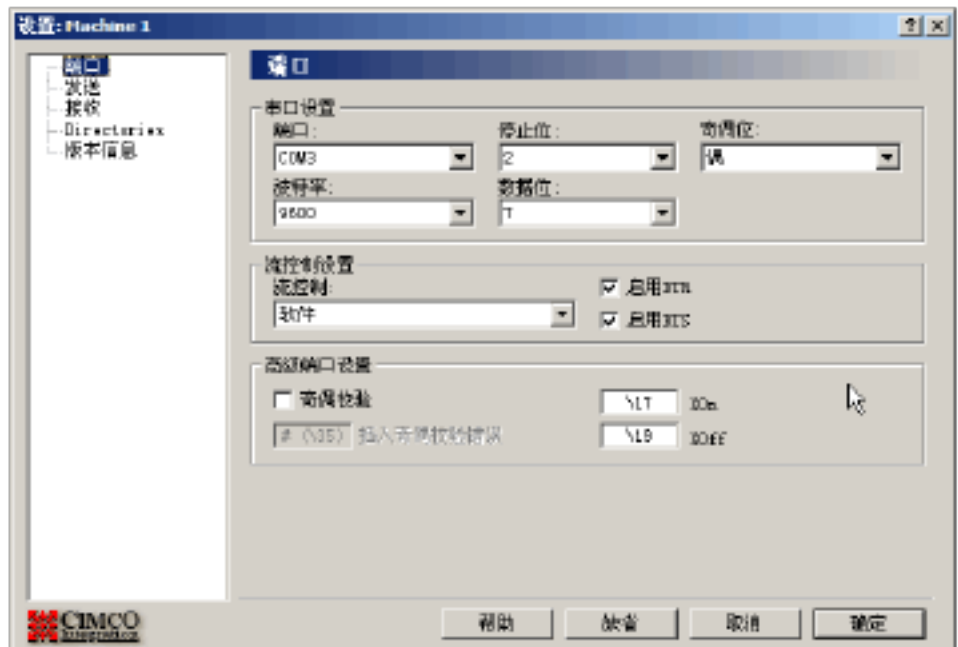 设置: Machine 1
端口
发送
接收
Directories
版本信息
端口
串口设置
端口:
停止位:
奇偶位:
COM3
2
偶
波特率:
数据位:
9600
7
流控制设置
流控制:
启用DTR
软件
启用RTS
高级端口设置
奇偶校验
\17
XOn
# (\35)
插入奇偶校验错误
\19
XOff
CIMCO
Integration
帮助
缺省
取消
确定